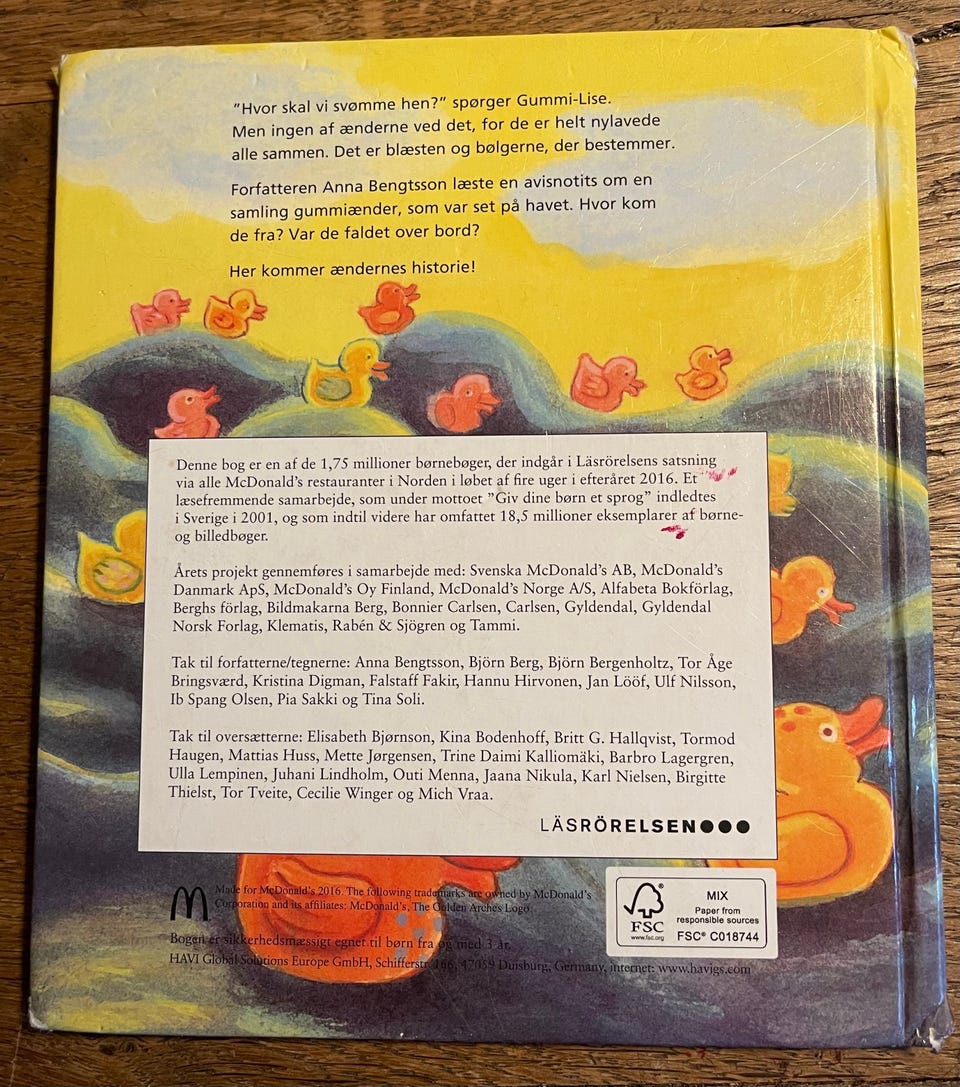 ”Hvor skal vi svømme hen?” spørger Gummi-Lise.
Men ingen af ænderne ved det, for de er helt nylavede
alle sammen. Det er blæsten og bølgerne, der bestemmer.
Forfatteren Anna Bengtsson læste en avisnotits om en
samling gummiænder, som var set på havet. Hvor kom
de fra? Var de faldet over bord?
Her kommer ændernes historie!
Denne bog er en af de 1,75 millioner børnebøger, der indgår i Läsrörelsens satsning
via alle McDonald’s restauranter i Norden i løbet af fire uger i efteråret 2016. Et
læsefremmende samarbejde, som under mottoet ”Giv dine børn et sprog” indledtes
i Sverige i 2001, og som indtil videre har omfattet 18,5 millioner eksemplarer af børne-
og billedbøger.
Årets projekt gennemføres i samarbejde med: Svenska McDonald’s AB, McDonald’s
Danmark ApS, McDonald’s Oy Finland, McDonald’s Norge A/S, Alfabeta Bokförlag,
Berghs förlag, Bildmakarna Berg, Bonnier Carlsen, Carlsen, Gyldendal, Gyldendal
Norsk Forlag, Klematis, Rabén & Sjögren og Tammi.
Tak til forfatterne/tegnerne: Anna Bengtsson, Björn Berg, Björn Bergenholtz, Tor Åge
Bringsværd, Kristina Digman, Falstaff Fakir, Hannu Hirvonen, Jan Lööf, Ulf Nilsson,
Ib Spang Olsen, Pia Sakki og Tina Soli.
Tak til oversætterne: Elisabeth Bjørnson, Kina Bodenhoff, Britt G. Hallqvist, Tormod
Haugen, Mattias Huss, Mette Jørgensen, Trine Daimi Kalliomäki, Barbro Lagergren,
Ulla Lempinen, Juhani Lindholm, Outi Menna, Jaana Nikula, Karl Nielsen, Birgitte
Thielst, Tor Tveite, Cecilie Winger og Mich Vraa.
LÄSRÖRELSEN●●●
Made for McDonald’s 2016. The following trademarks are owned by McDonald’s
Corporation and its affiliates: McDonald’s, The Golden Arches Logo.
Bogen er sikkerhedsmæssigt egnet til børn fra og med 3 år.
HAVI Global Solutions Europe GmbH, Schifferstr. 166, 47059 Duisburg, Germany, internet: www.havigs.com
FSC
www.fsc.org
MIX
Paper from
responsible sources
FSC® C018744